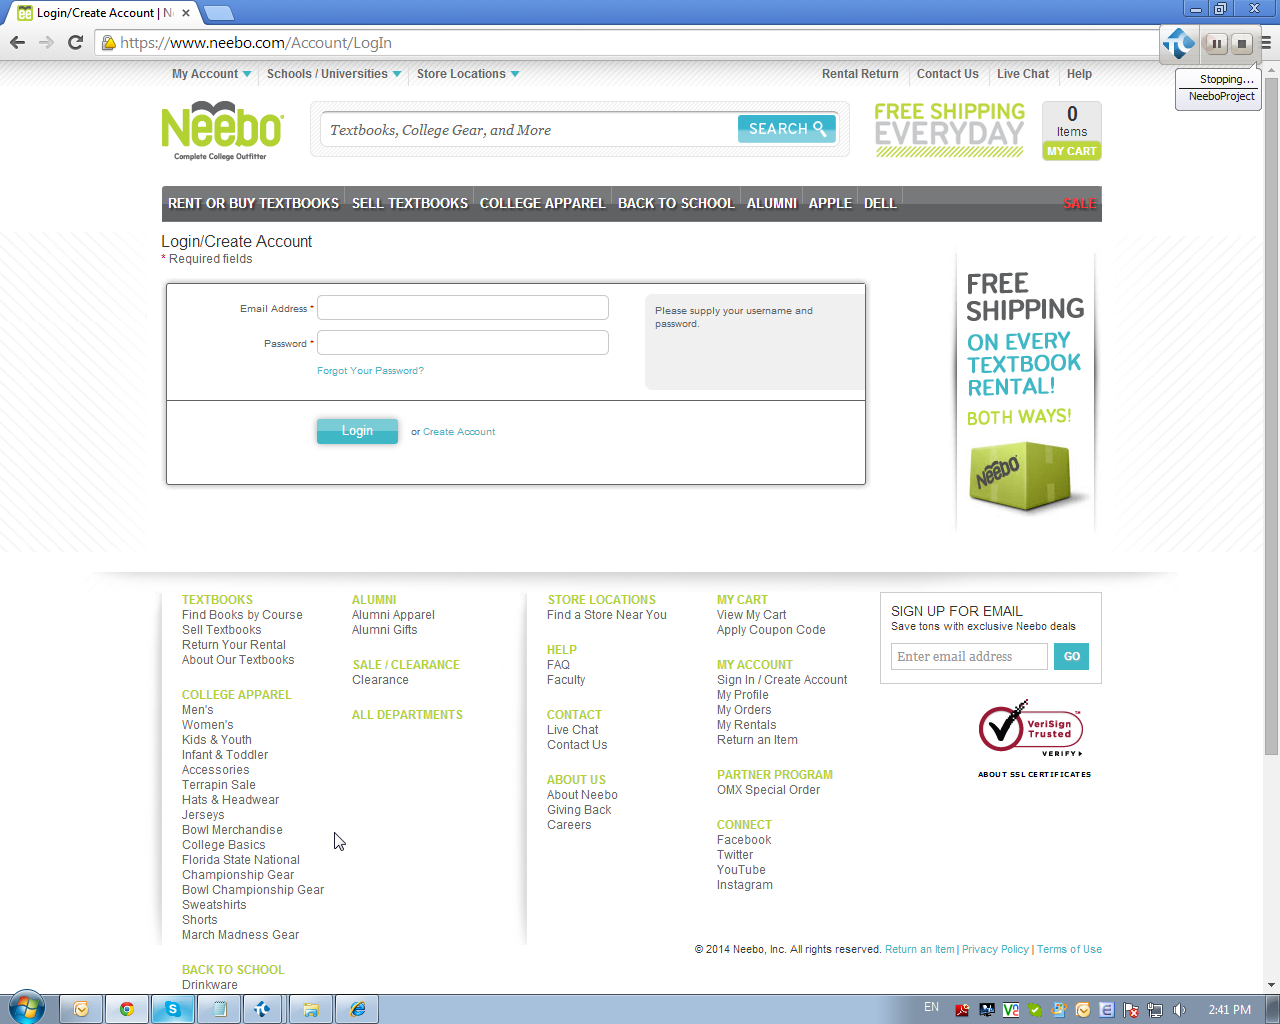 Login/Create Account | N
https://www.neebo.com/Account/LogIn
Stopping...
NeeboProject
My Account
Schools / Universities
Store Locations
Rental Return
Contact Us
Live Chat
Help
Neebo
Complete College Outfitter
Textbooks, College Gear, and More
SEARCH
FREE SHIPPING
EVERYDAY
0
Items
MY CART
RENT OR BUY TEXTBOOKS
SELL TEXTBOOKS
COLLEGE APPAREL
BACK TO SCHOOL
ALUMNI
APPLE
DELL
SALE
Login/Create Account
* Required fields
Email Address *
Password *
Forgot Your Password?
Please supply your username and
password.
Login
or Create Account
FREE
SHIPPING
ON EVERY
TEXTBOOK
RENTAL!
BOTH WAYS!
Neebo
TEXTBOOKS
Find Books by Course
Sell Textbooks
Return Your Rental
About Our Textbooks
COLLEGE APPAREL
Men's
Women's
Kids & Youth
Infant & Toddler
Accessories
Terrapin Sale
Hats & Headwear
Jerseys
Bowl Merchandise
College Basics
Florida State National
Championship Gear
Bowl Championship Gear
Sweatshirts
Shorts
March Madness Gear
BACK TO SCHOOL
Drinkware
ALUMNI
Alumni Apparel
Alumni Gifts
SALE / CLEARANCE
Clearance
ALL DEPARTMENTS
STORE LOCATIONS
Find a Store Near You
HELP
FAQ
Faculty
CONTACT
Live Chat
Contact Us
ABOUT US
About Neebo
Giving Back
Careers
MY CART
View My Cart
Apply Coupon Code
MY ACCOUNT
Sign In / Create Account
My Profile
My Orders
My Rentals
Return an Item
PARTNER PROGRAM
OMX Special Order
CONNECT
Facebook
Twitter
YouTube
Instagram
SIGN UP FOR EMAIL
Save tons with exclusive Neebo deals
Enter email address
GO
VeriSign
Trusted
VERIFY
ABOUT SSL CERTIFICATES
© 2014 Neebo, Inc. All rights reserved. Return an Item | Privacy Policy | Terms of Use
EN
2:41 PM